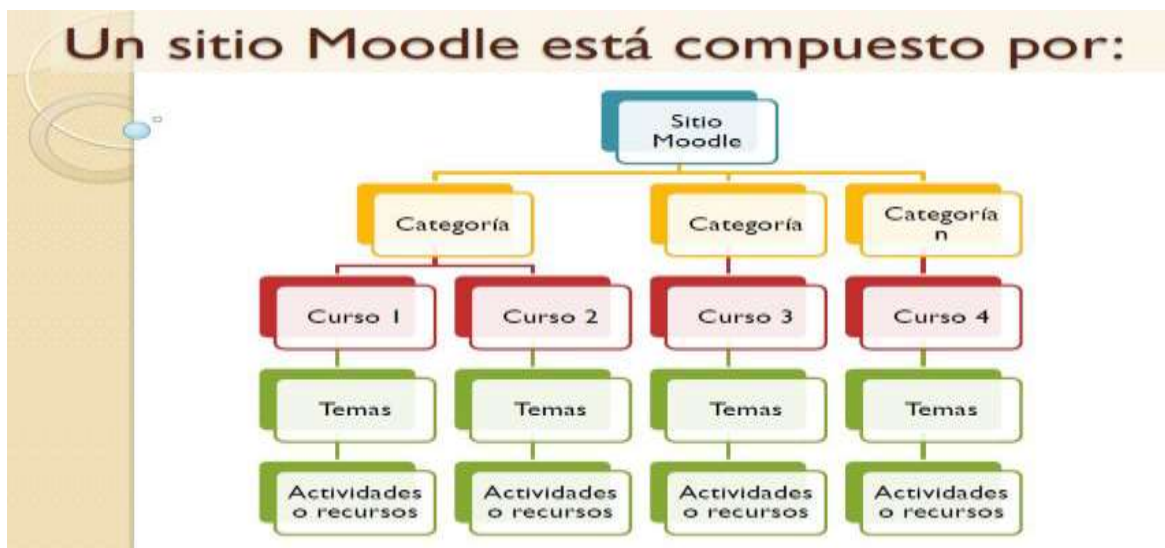 Un sitio Moodle está compuesto por:
Sitio
Moodle
Categoría
Categoría
Categoría
n
Curso 1
Curso 2
Curso 3
Curso 4
Temas
Temas
Temas
Temas
Actividades
o recursos
Actividades
o recursos
Actividades
o recursos
Actividades
o recursos